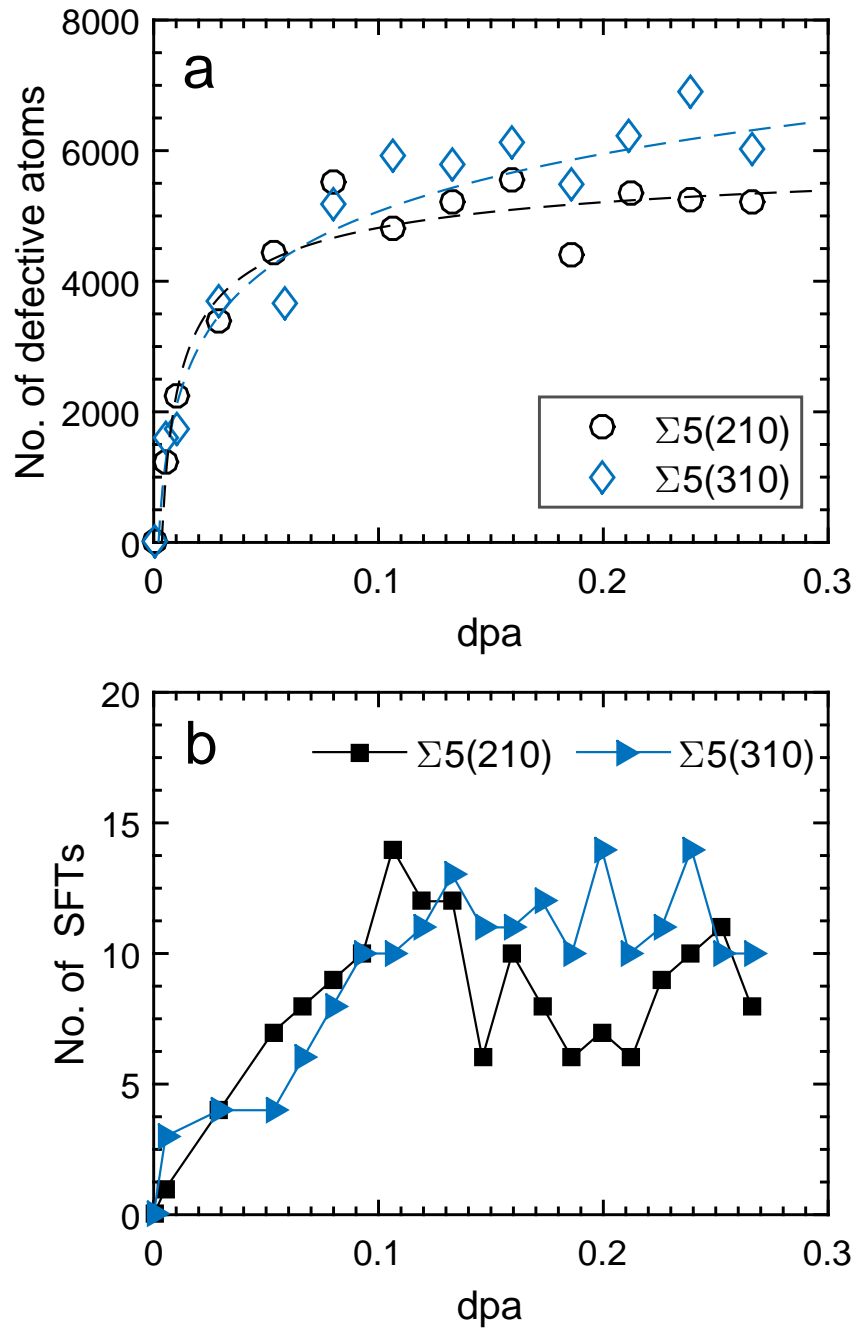 a
No. of defective atoms
8000
6000
4000
2000
0
Σ5(210)
Σ5(310)
0 0.1 0.2 0.3
dpa
b
No. of SFTs
20
15
10
5
0
Σ5(210) Σ5(310)
0 0.1 0.2 0.3
dpa